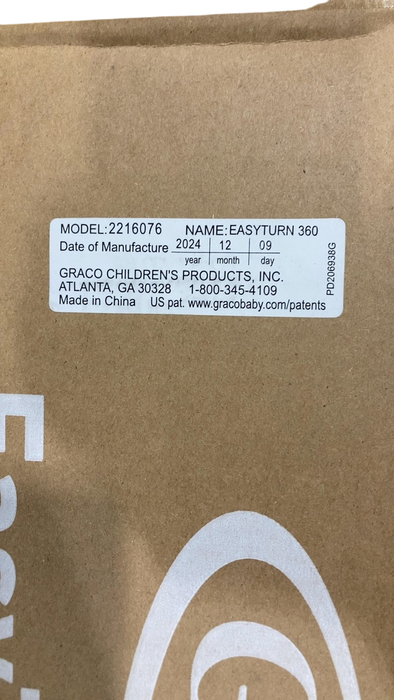 MODEL:2216076 NAME:EASYTURN 360
Date of Manufacture 2024 12 09
year month day
GRACO CHILDREN'S PRODUCTS, INC.
ATLANTA, GA 30328 1-800-345-4109
Made in China US pat. www.gracobaby.com/patents
PD206938G